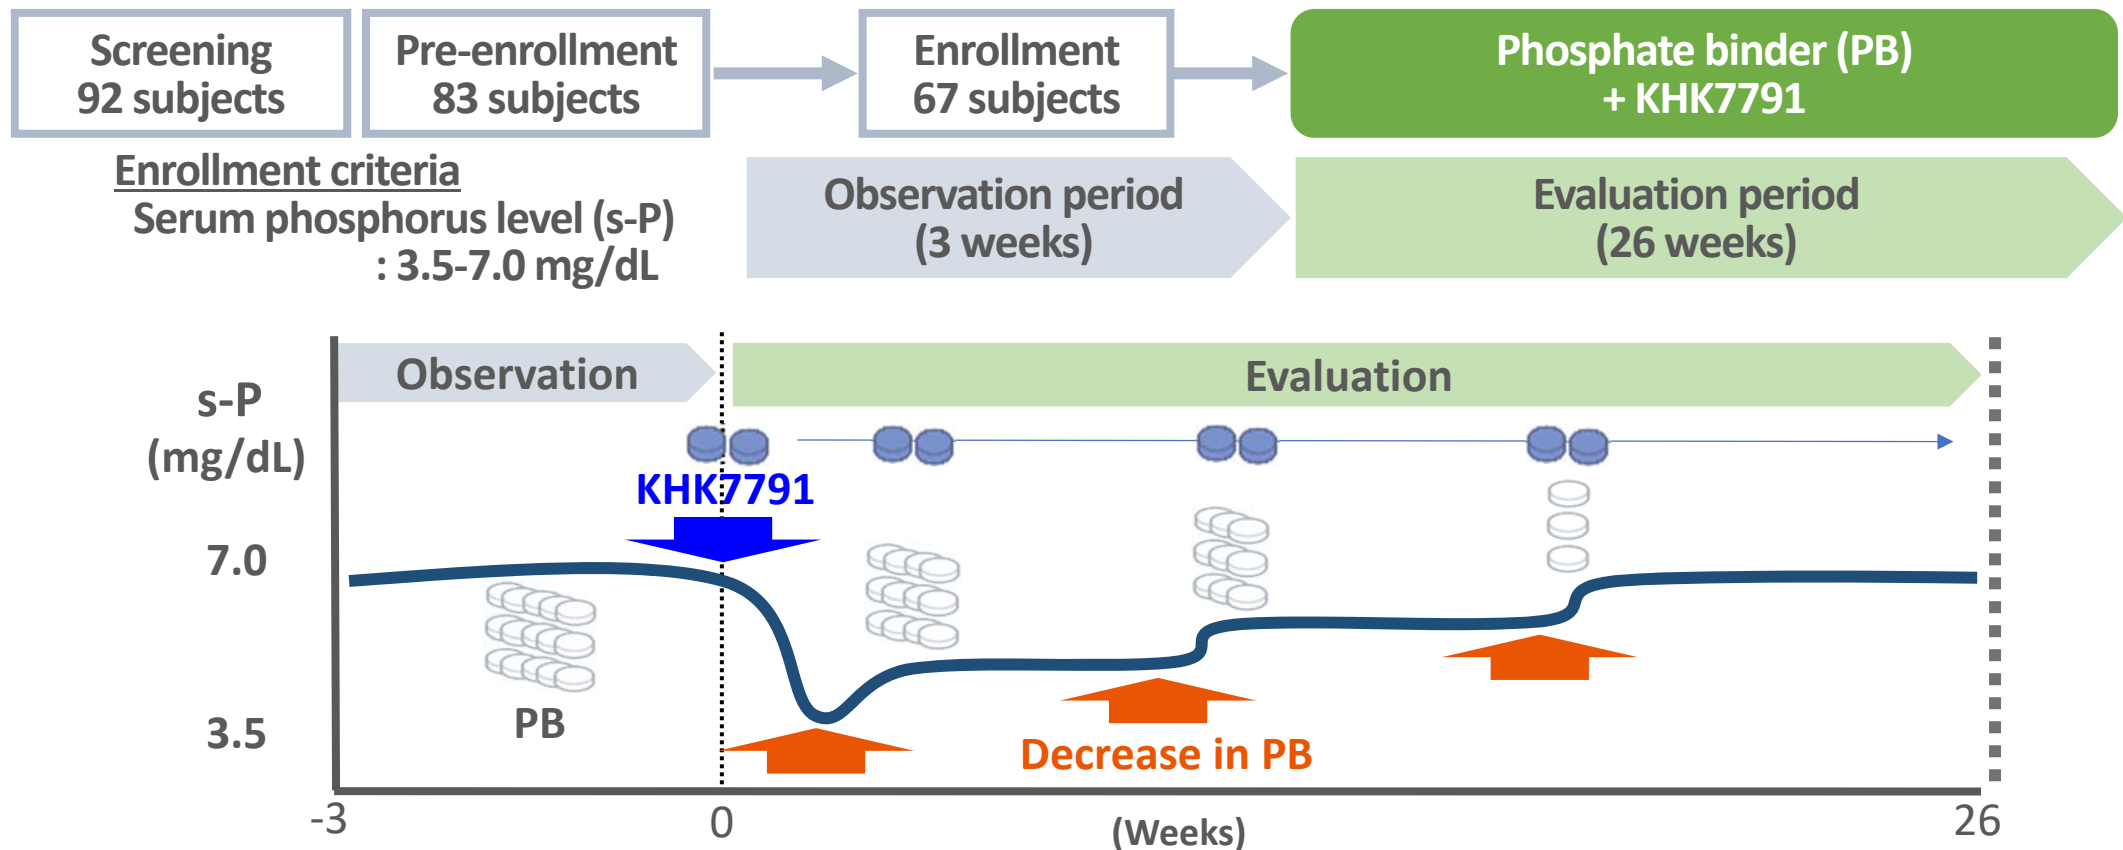 Screening
92 subjects
Pre-enrollment
83 subjects
Enrollment
67 subjects
Phosphate binder (PB)
+ KHK7791
Enrollment criteria
Serum phosphorus level (s-P)
: 3.5-7.0 mg/dL
Observation period
(3 weeks)
Evaluation period
(26 weeks)
Observation
Evaluation
s-P
(mg/dL)
KHK7791
7.0
3.5
PB
Decrease in PB
-3
0
(Weeks)
26